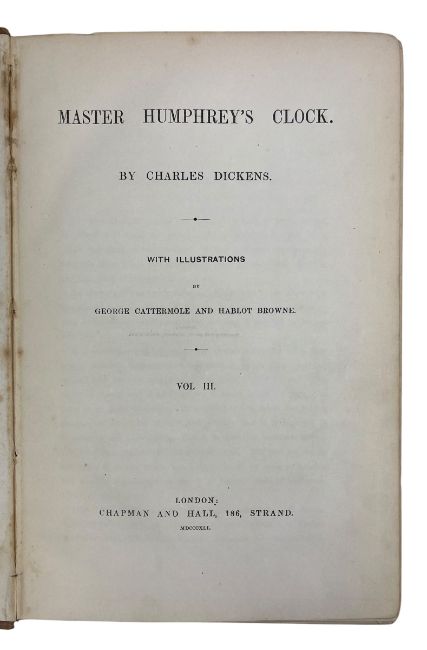 MASTER HUMPHREY'S CLOCK.
BY CHARLES DICKENS.
WITH ILLUSTRATIONS
BY
GEORGE CATTERMOLE AND HABLOT BROWNE.
VOL III.
LONDON:
CHAPMAN AND HALL, 186, STRAND.
MDCCCXLI.